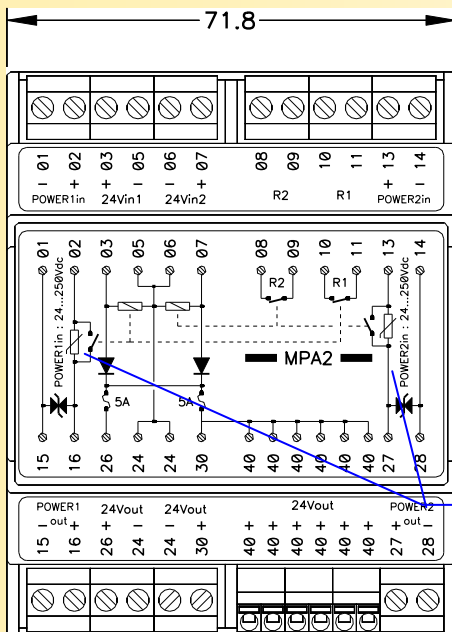 71.8
01 02 03 05 06 07 08 09 10 11 13 14
- + + - - + + -
POWER1in 24Vin1 24Vin2 R2 R1 POWER2in
01 02 03 05 06 07 08 09 10 11 13 14
POWER1in : 24...250Vdc
R2 R1
POWER2in : 24...250Vdc
MPA2
5A 5A
15 16 26 24 24 30 40 40 40 40 40 40 40 27 28
POWER1 out 24Vout 24Vout 24Vout POWER2 out
- + + - - + + + + + + + + + -
15 16 26 24 24 30 40 40 40 40 40 40 40 27 28